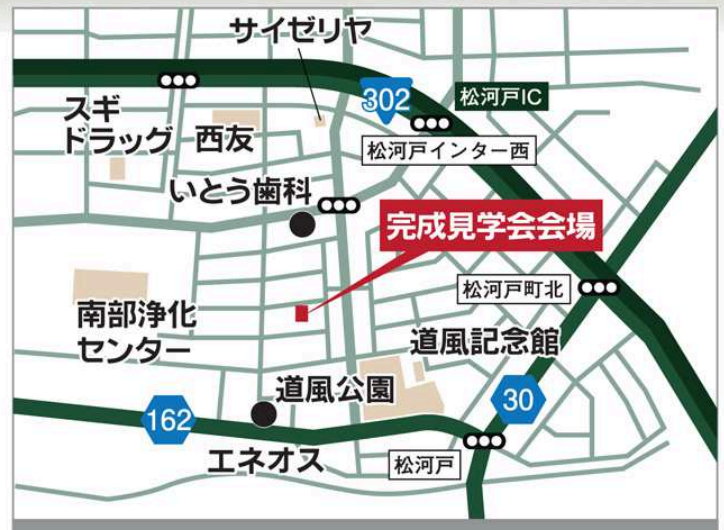 サイゼリヤ
302
松河戸IC
スギ
ドラッグ
西友
松河戸インター西
いとう歯科
完成見学会会場
松河戸町北
南部浄化
センター
道風記念館
道風公園
30
162
エネオス
松河戸